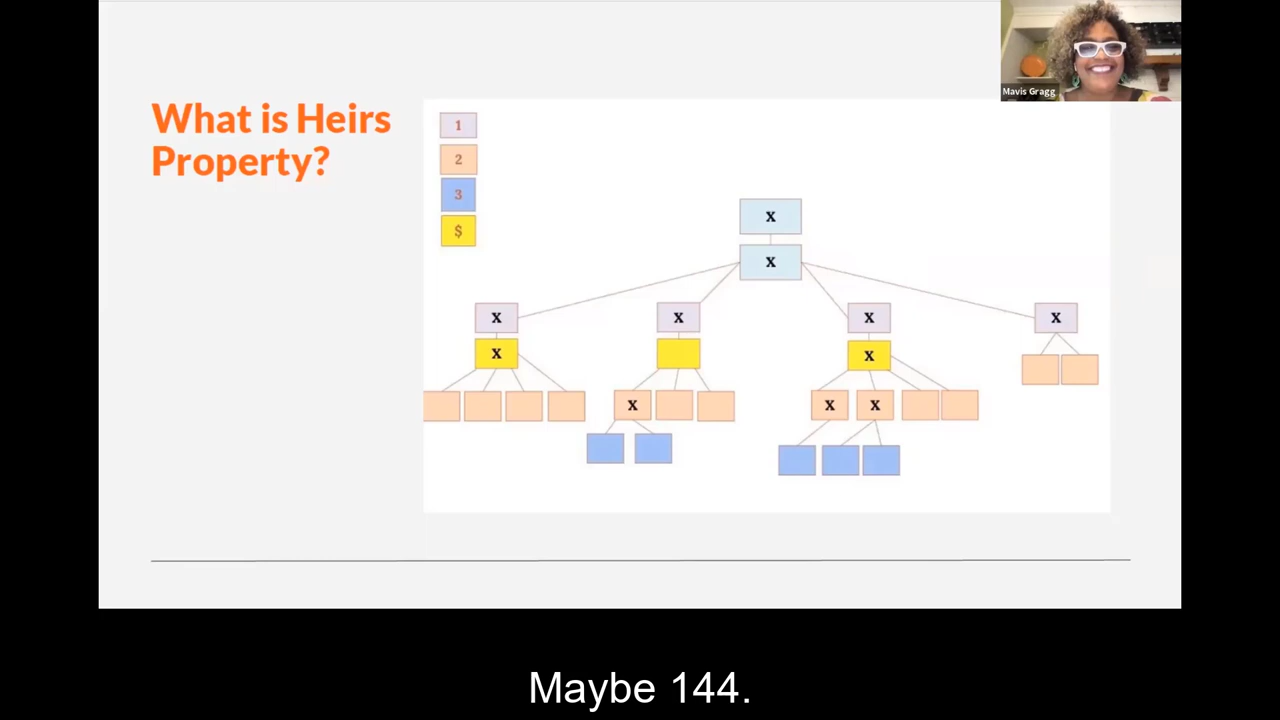 Mavis Gragg
What is Heirs
Property?
1
2
3
$
X
X
X X X X
X X
X X X
Maybe 144.